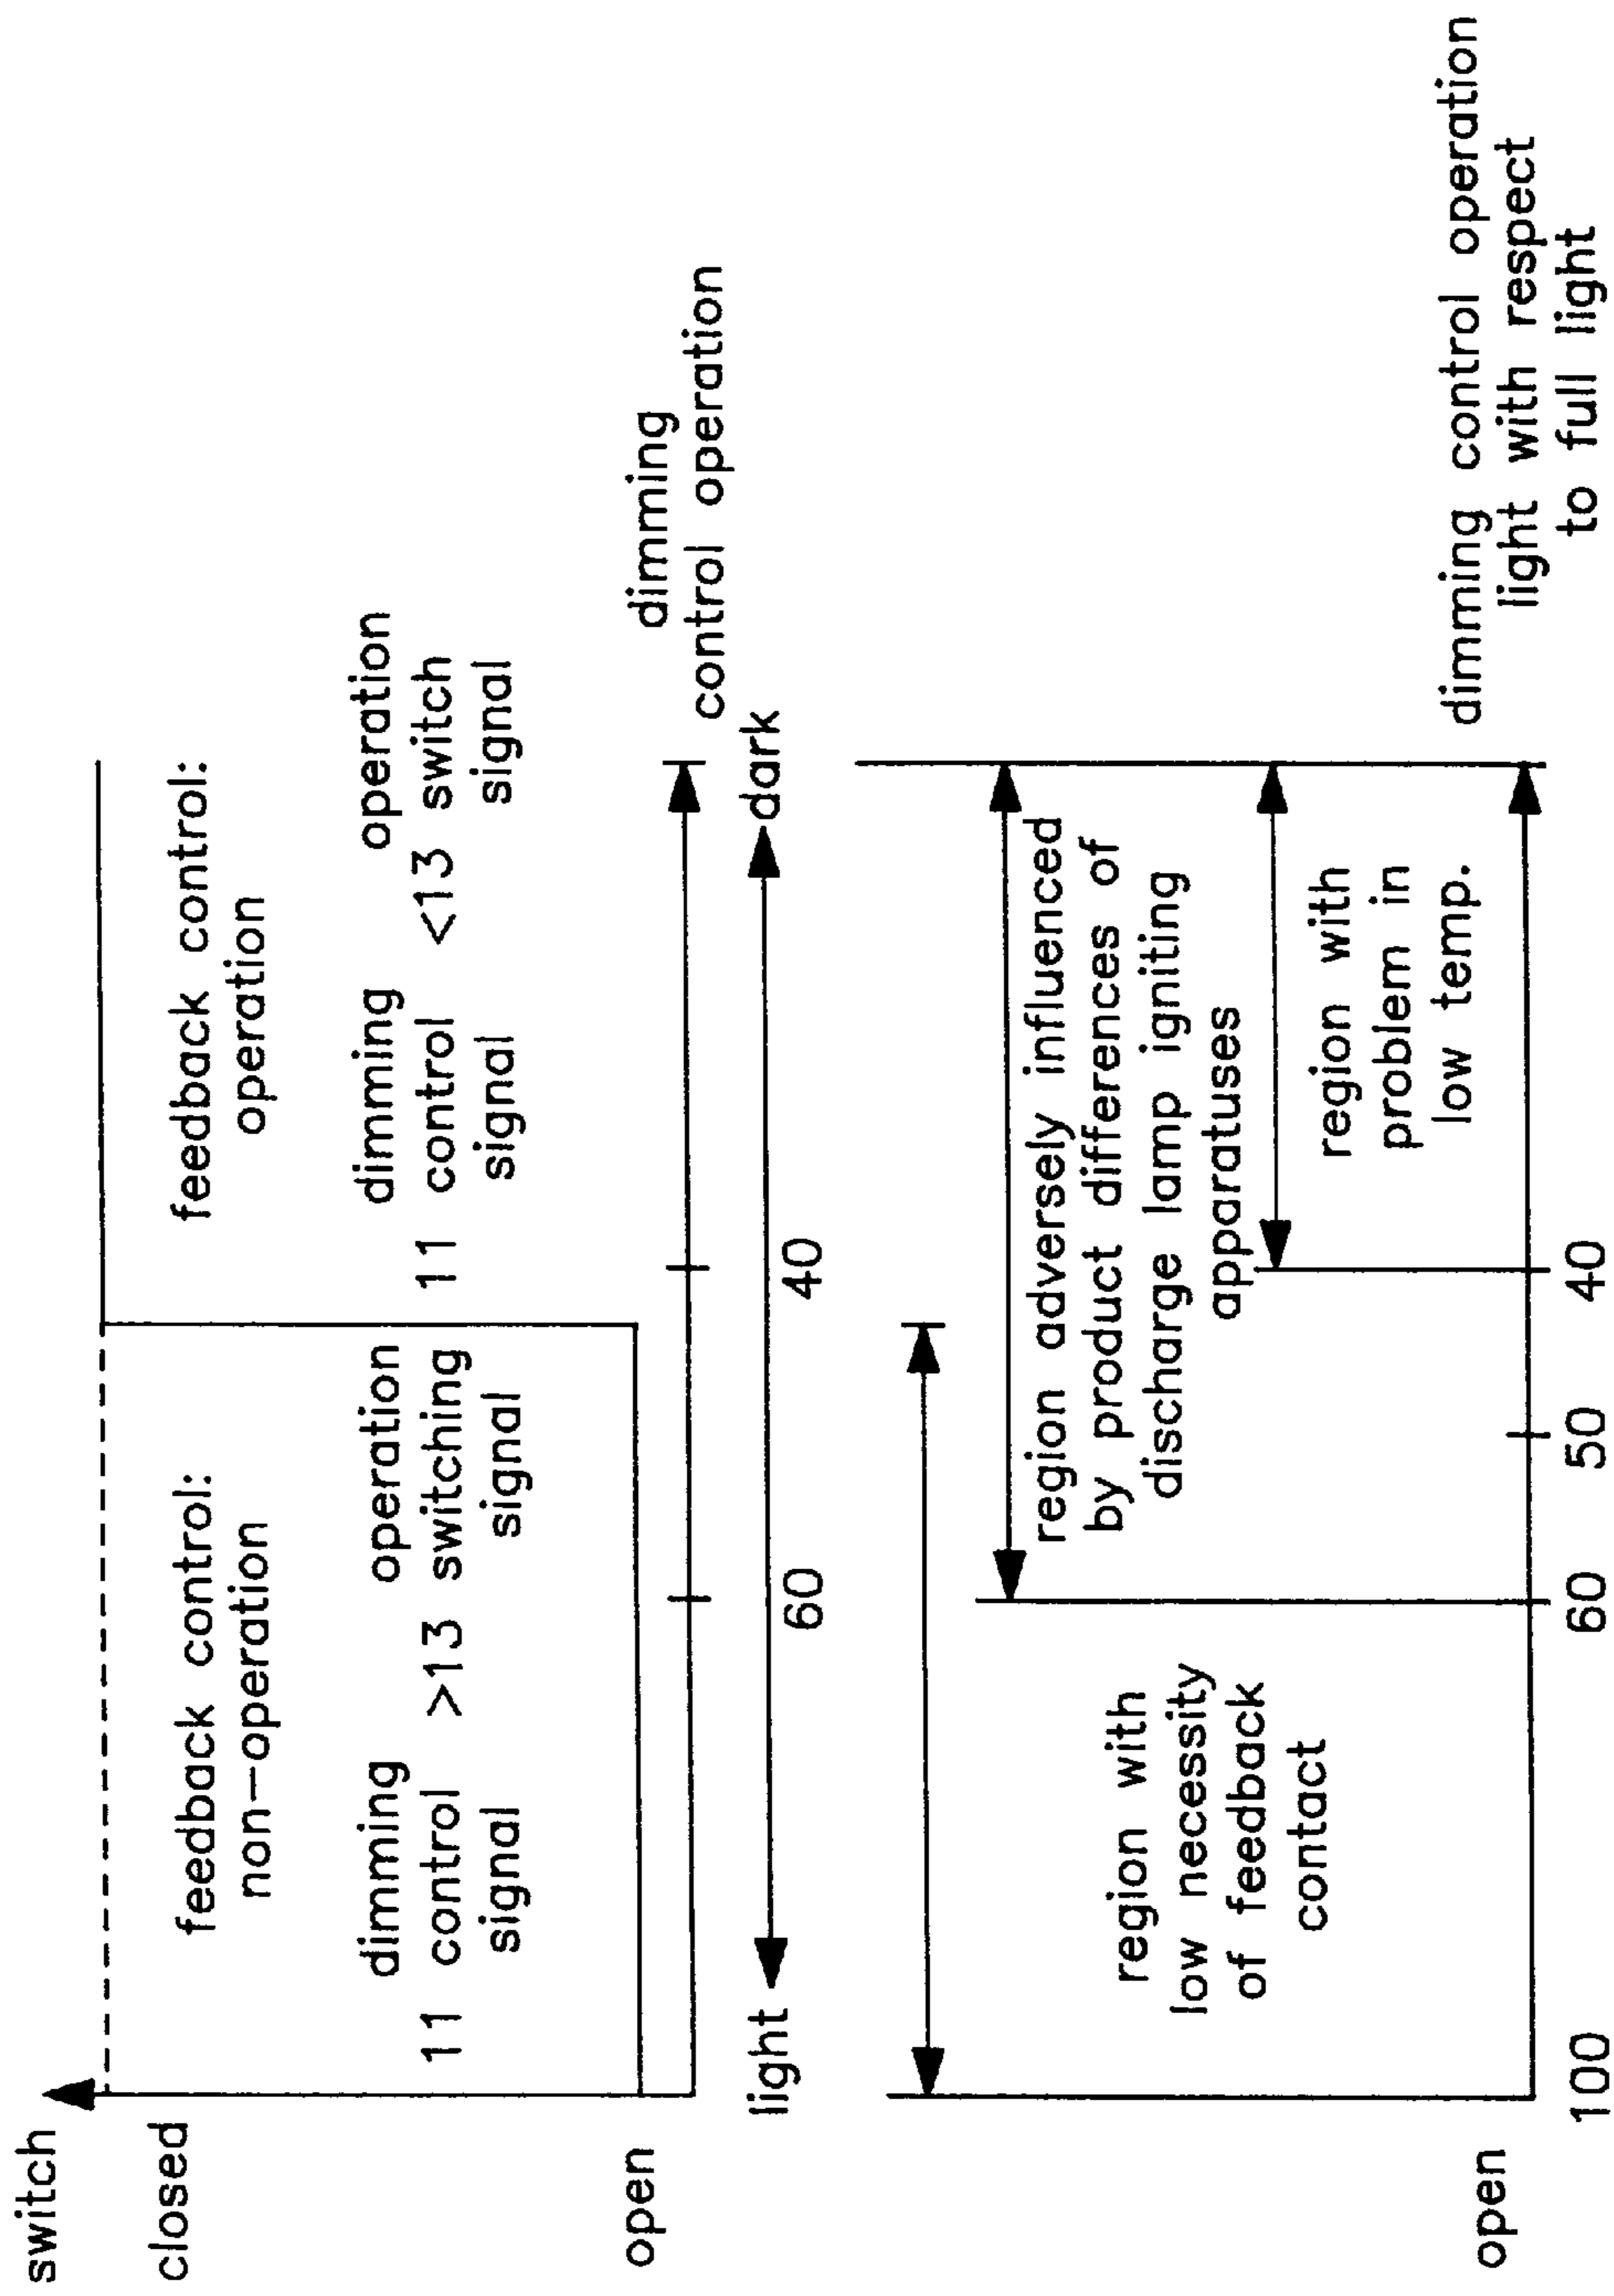 switch
closed
feedback control:
non-operation
feedback control:
operation
dimming operation
11 control >13 switching
signal signal
dimming operation
11 control <13 switch
signal signal
open
dimming
control operation
light
dark
60
40
region with
low necessity
of feedback
contact
region adversely influenced
by product differences of
discharge lamp igniting
apparatuses
region with
problem in
low temp.
open
dimming control operation
light with respect
to full light
100
60
50
40